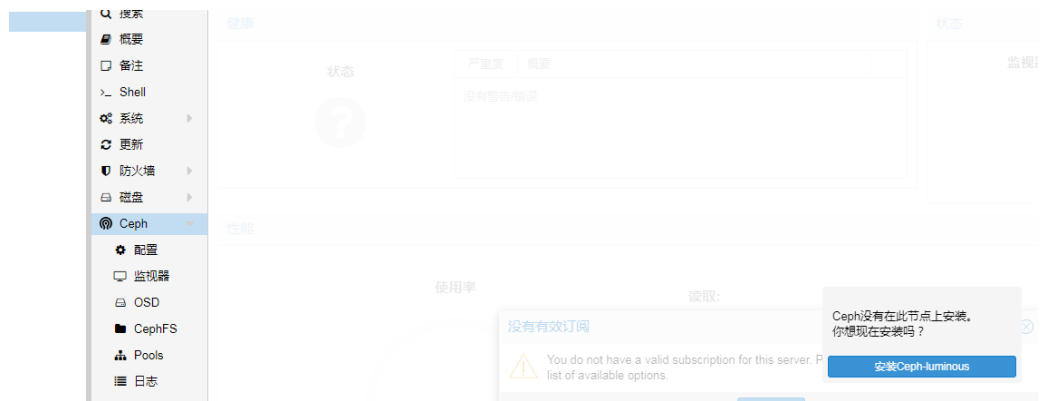 搜索
概要
备注
Shell
系统
更新
防火墙
磁盘
Ceph
配置
监视器
OSD
CephFS
Pools
日志
健康
状态
严重度 概要
没有警告/错误
状态
监视
性能
使用率
读取:
没有有效订阅
You do not have a valid subscription for this server. P
list of available options.
Ceph没有在此节点上安装。
你想现在安装吗？
安装Ceph-luminous